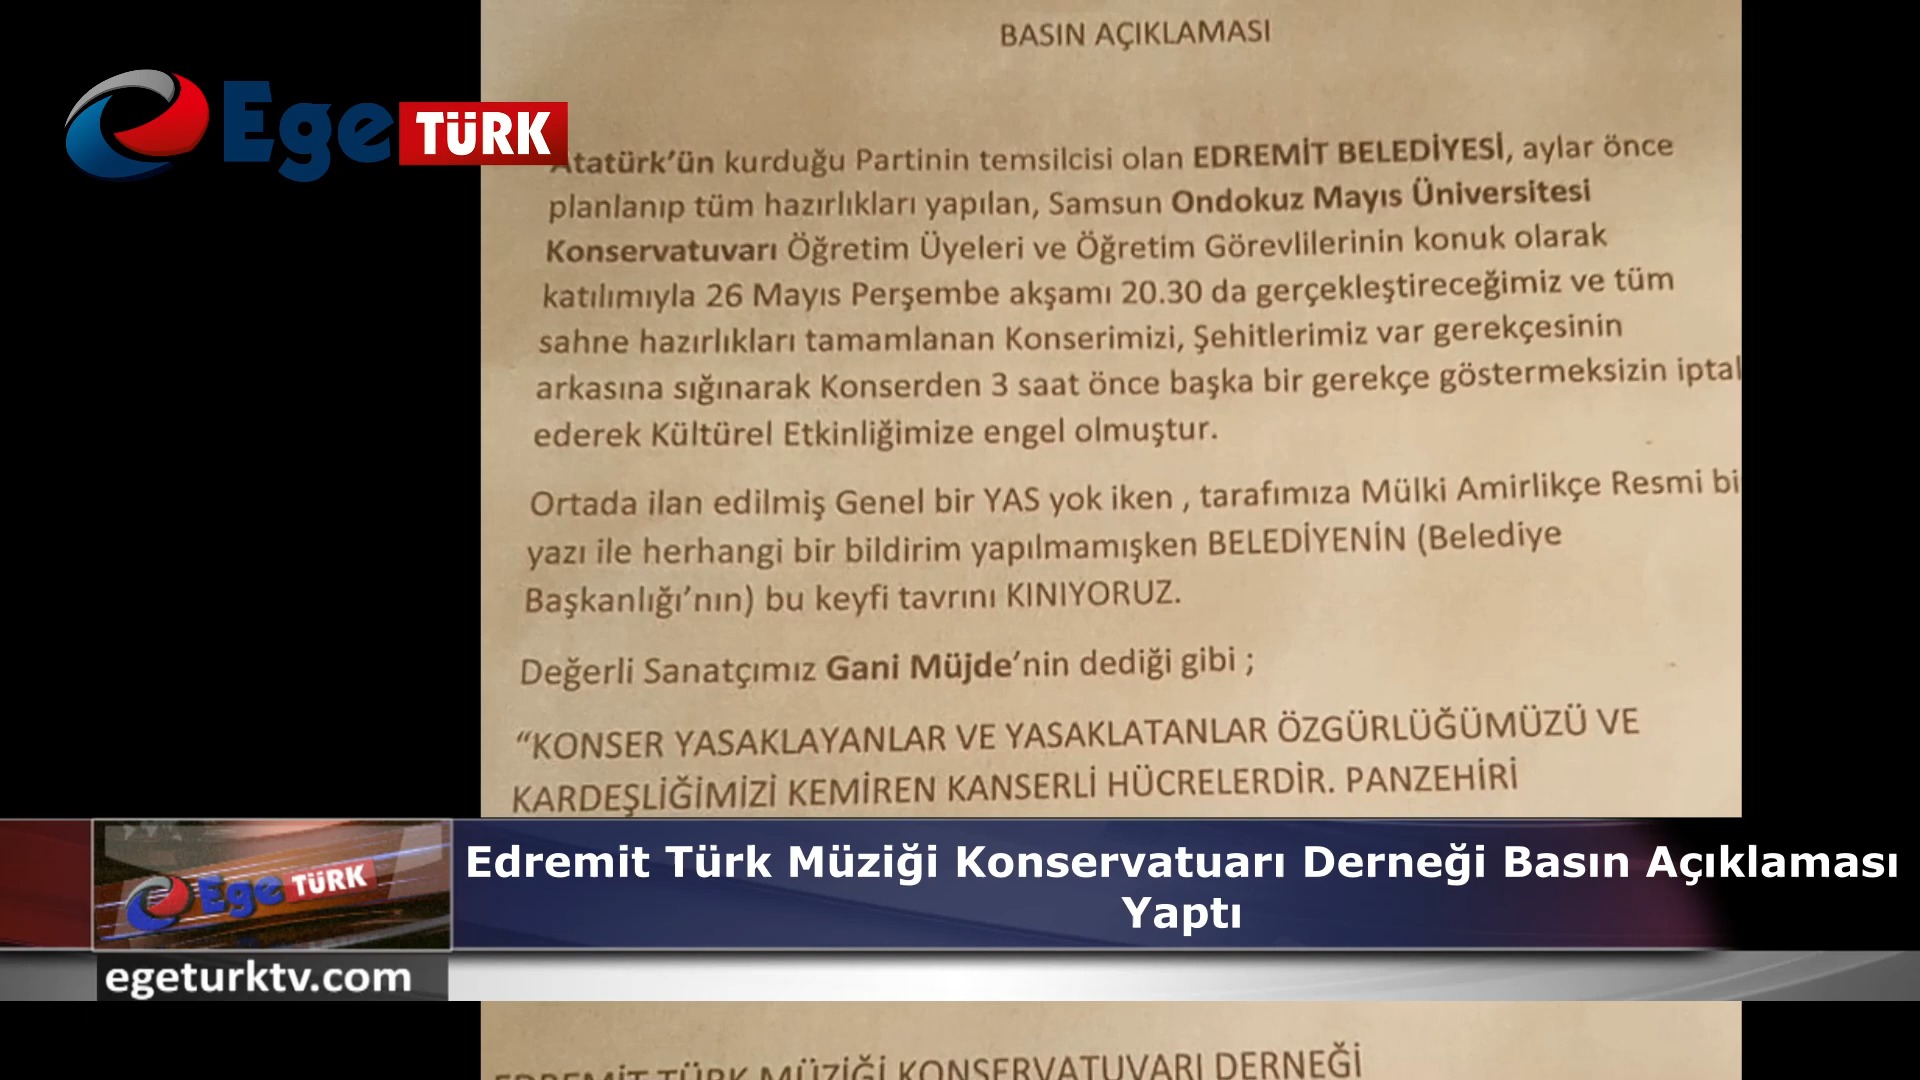 BASIN AÇIKLAMASI
Ege TÜRK
Atatürk'ün kurduğu Partinin temsilcisi olan EDREMİT BELEDİYESİ, aylar önce
planlanıp tüm hazırlıkları yapılan, Samsun Ondokuz Mayıs Üniversitesi
Konservatuvarı Öğretim Üyeleri ve Öğretim Görevlilerinin konuk olarak
katılımıyla 26 Mayıs Perşembe akşamı 20.30 da gerçekleştireceğimiz ve tüm
sahne hazırlıkları tamamlanan Konserimizi, Şehitlerimiz var gerekçesinin
arkasına sığınarak Konserden 3 saat önce başka bir gerekçe göstermeksizin iptal
ederek Kültürel Etkinliğimize engel olmuştur.
Ortada ilan edilmiş Genel bir YAS yok iken , tarafımıza Mülki Amirlikçe Resmi bi
yazı ile herhangi bir bildirim yapılmamışken BELEDİYENİN (Belediye
Başkanlığı'nın) bu keyfi tavrını KINIYORUZ.
Değerli Sanatçımız Gani Müjde'nin dediği gibi ;
“KONSER YASAKLAYANLAR VE YASAKLATANLAR ÖZGÜRLÜĞÜMÜZÜ VE
KARDEŞLİĞİMİZİ KEMİREN KANSERLİ HÜCRELERDİR. PANZEHİRİ
Ege TÜRK
Edremit Türk Müziği Konservatuarı Derneği Basın Açıklaması
Yaptı
egeturktv.com
EDREMİT TÜRK MÜZİĞİ KONSERVATUVARI DERNEĞİ